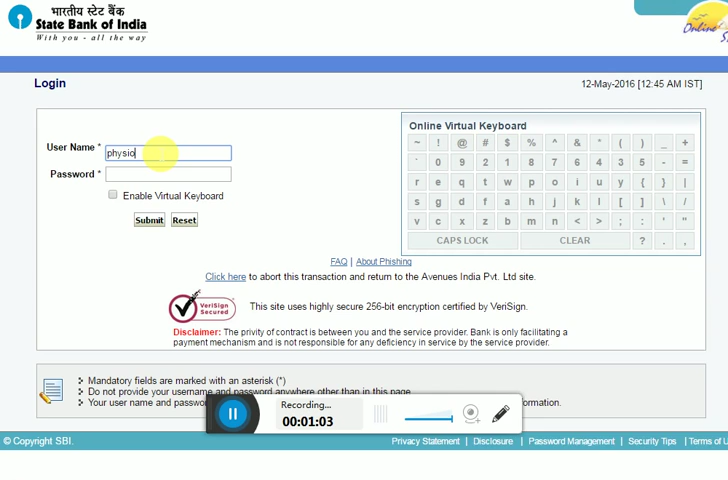 भारतीय स्टेट बैंक
State Bank of India
With you - all the way
Online
Login
12-May-2016 [12:45 AM IST]
Online Virtual Keyboard
~ ! @ # $ % ^ & * ( ) _ +
` 0 9 2 1 8 7 6 4 3 5 - =
r e q t w p i u y { } |
s g d f a h j k l [ ] \ /
v c x z b m n < > ; : ' "
CAPS LOCK CLEAR ? . ,
User Name * physio
Password *
Enable Virtual Keyboard
Submit Reset
FAQ | About Phishing
Click here to abort this transaction and return to the Avenues India Pvt. Ltd site.
VeriSign Secured
This site uses highly secure 256-bit encryption certified by VeriSign.
Disclaimer: The privity of contract is between you and the service provider. Bank is only facilitating a
payment mechanism and is not responsible for any deficiency in service by the service provider.
Mandatory fields are marked with an asterisk (*)
Do not provide your username and password anywhere other than in this page
Your user name and passwor
Recording...
00:01:03
© Copyright SBI.
Privacy Statement | Disclosure | Password Management | Security Tips | Terms of U